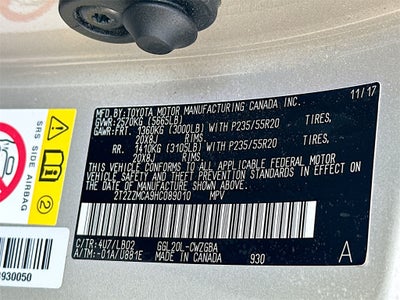 MFD. BY: TOYOTA MOTOR MANUFACTURING CANADA INC. 11/17
GVWR: 2570KG (5665LB)
GAWR: FRT. 1360KG (3000LB) WITH P235/55R20 TIRES,
20X8J RIMS,
RR. 1410KG (3105LB) WITH P235/55R20 TIRES,
20X8J RIMS,
THIS VEHICLE CONFORMS TO ALL APPLICABLE FEDERAL MOTOR
VEHICLE SAFETY, BUMPER, AND THEFT PREVENTION STANDARDS IN
EFFECT ON THE DATE OF MANUFACTURE SHOWN ABOVE.
2T2ZZMCA9HC089010 MPV
C/TR: 4U7/LB02 GGL20L-CWZGBA A
A/TM:-01A/U881E 930
SRS SIDE AIRBAG
2
930050